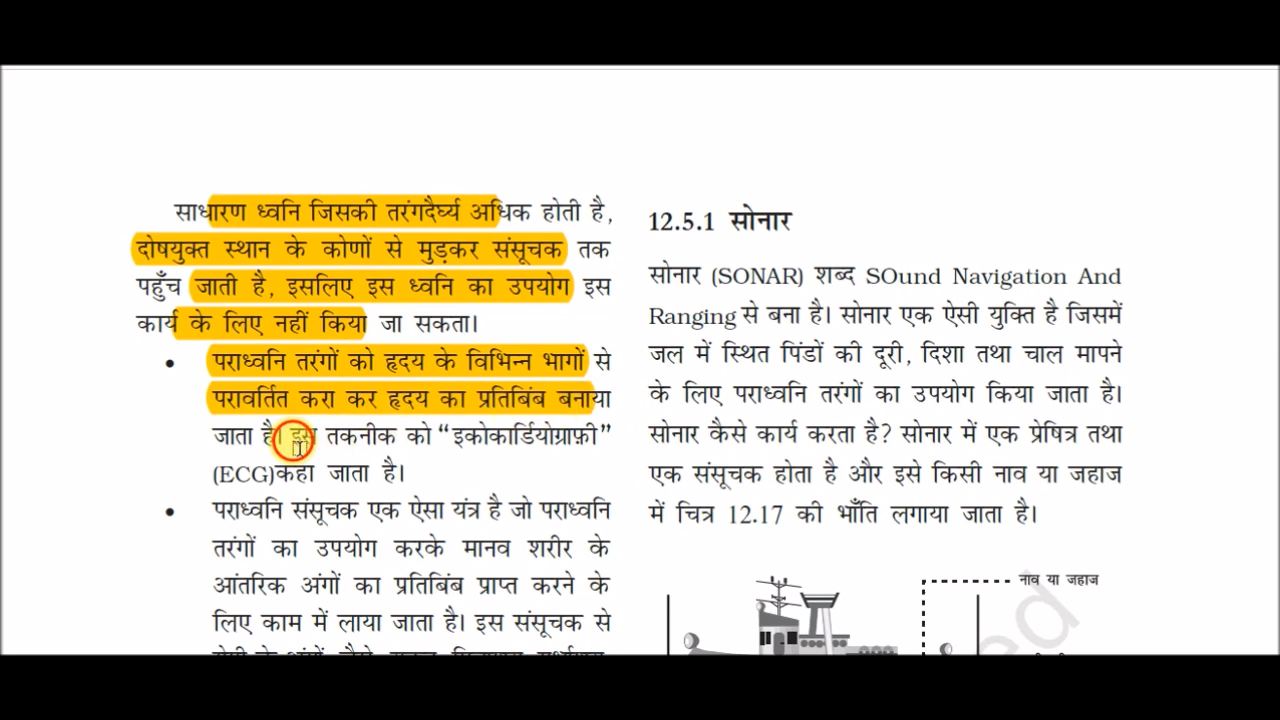 साधारण ध्वनि जिसकी तरंगदैर्घ्य अधिक होती है,
दोषयुक्त स्थान के कोणों से मुड़कर संसूचक तक
पहुँच जाती है, इसलिए इस ध्वनि का उपयोग इस
कार्य के लिए नहीं किया जा सकता।
• पराध्वनि तरंगों को हृदय के विभिन्न भागों से
परावर्तित करा कर हृदय का प्रतिबिंब बनाया
जाता है। इस तकनीक को “इकोकार्डियोग्राफ़ी”
(ECG)कहा जाता है।
• पराध्वनि संसूचक एक ऐसा यंत्र है जो पराध्वनि
तरंगों का उपयोग करके मानव शरीर के
आंतरिक अंगों का प्रतिबिंब प्राप्त करने के
लिए काम में लाया जाता है। इस संसूचक से
12.5.1 सोनार
सोनार (SONAR) शब्द SOund Navigation And
Ranging से बना है। सोनार एक ऐसी युक्ति है जिसमें
जल में स्थित पिंडों की दूरी, दिशा तथा चाल मापने
के लिए पराध्वनि तरंगों का उपयोग किया जाता है।
सोनार कैसे कार्य करता है? सोनार में एक प्रेषित्र तथा
एक संसूचक होता है और इसे किसी नाव या जहाज
में चित्र 12.17 की भाँति लगाया जाता है।
नाव या जहाज